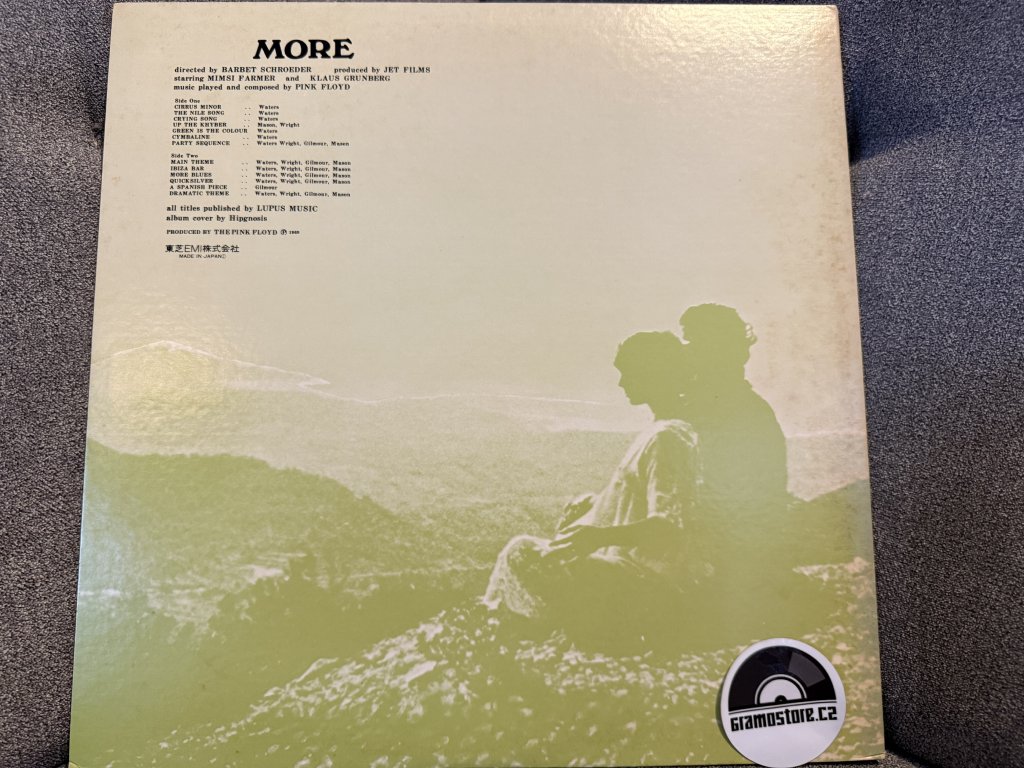 MORE
directed by BARBET SCHROEDER produced by JET FILMS
starring MIMSI FARMER and KLAUS GRUNBERG
music played and composed by PINK FLOYD
Side One
CIRRUS MINOR . . Waters
THE NILE SONG . . Waters
CRYING SONG . . Waters
UP THE KHYBER . . Mason, Wright
GREEN IS THE COLOUR Waters
CYMBALINE . . Waters
PARTY SEQUENCE . . Waters Wright, Gilmour, Mason
Side Two
MAIN THEME . . Waters, Wright, Gilmour, Mason
IBIZA BAR . . Waters, Wright, Gilmour, Mason
MORE BLUES . . Waters, Wright, Gilmour, Mason
QUICKSILVER . . Waters, Wright, Gilmour, Mason
A SPANISH PIECE . . Gilmour
DRAMATIC THEME . . Waters, Wright, Gilmour, Mason
all titles published by LUPUS MUSIC
album cover by Hipgnosis
PRODUCED BY THE PINK FLOYD ℗ 1969
東芝EMI株式会社
MADE IN JAPAN
GRAMOSTORE.CZ